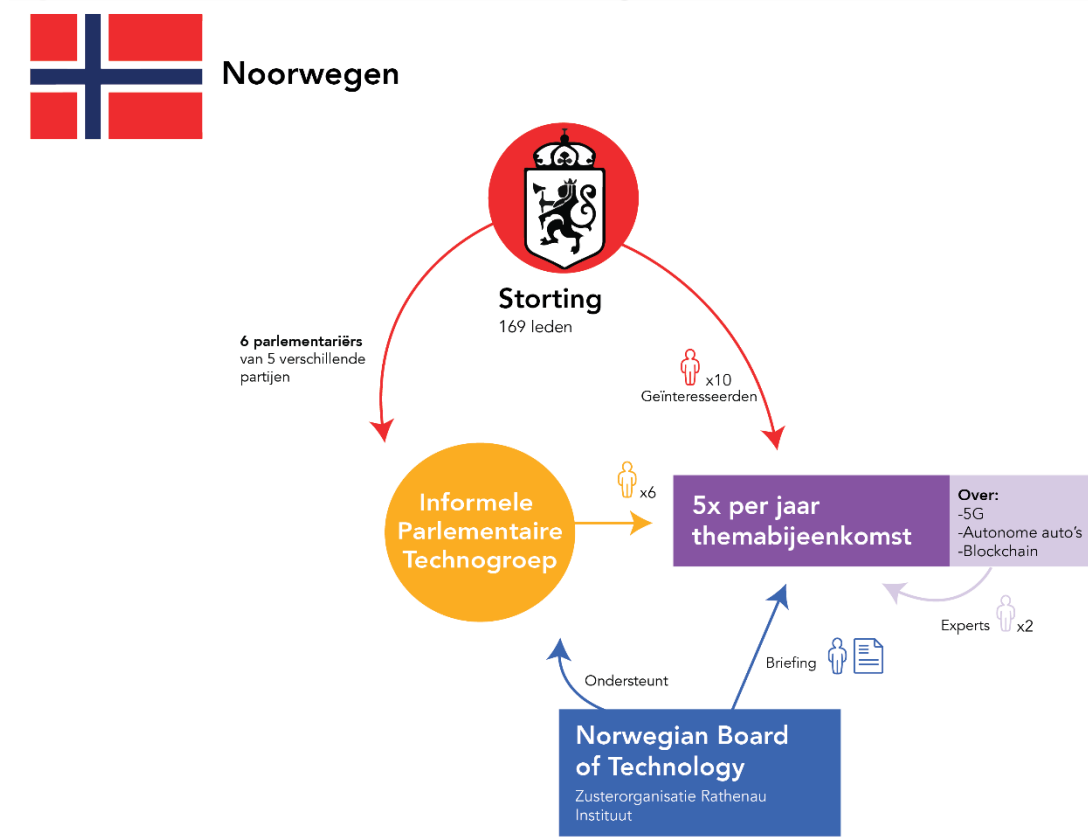 Noorwegen
Storting
169 leden
6 parlementariërs
van 5 verschillende
partijen
x10
Geïnteresseerden
Informele
Parlementaire
Technogroep
x6
5x per jaar
themabijeenkomst
Over:
-5G
-Autonome auto's
-Blockchain
Experts x2
Briefing
Ondersteunt
Norwegian Board
of Technology
Zusterorganisatie Rathenau
Instituut